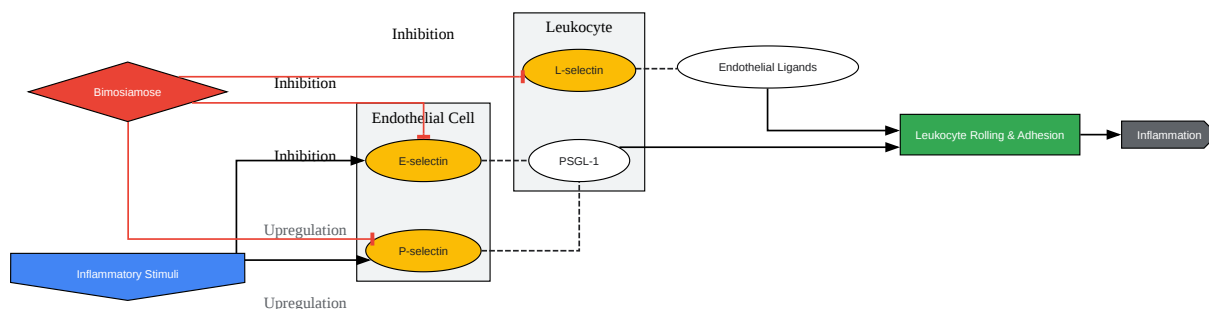 Leukocyte
Inhibition
L-selectin
Endothelial Ligands
Inhibition
Bimosiamose
Endothelial Cell
Leukocyte Rolling & Adhesion
Inflammation
Inhibition
E-selectin
PSGL-1
Upregulation
P-selectin
Inflammatory Stimuli
Upregulation